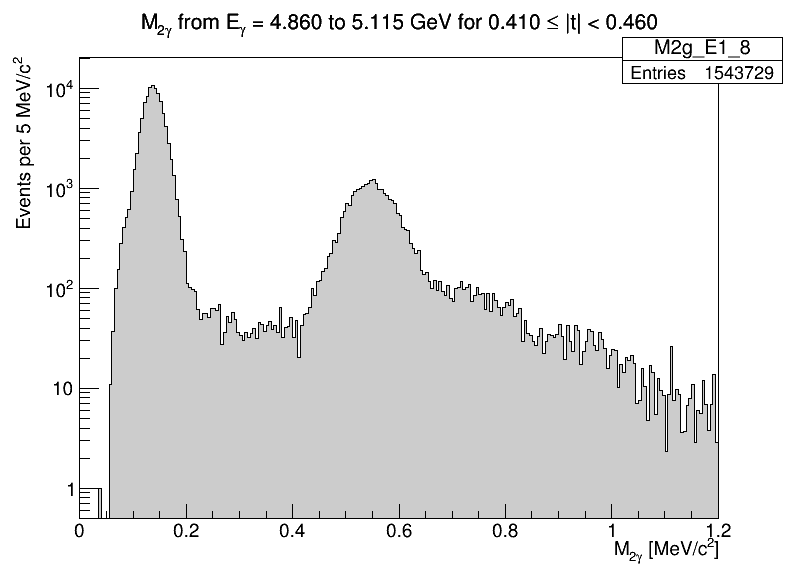 M2γ from Eγ = 4.860 to 5.115 GeV for 0.410 ≤ |t| < 0.460
M2g_E1_8
Entries 1543729
Events per 5 MeV/c²
10⁴
10³
10²
10
1
0 0.2 0.4 0.6 0.8 1 1.2
M2γ [MeV/c²]